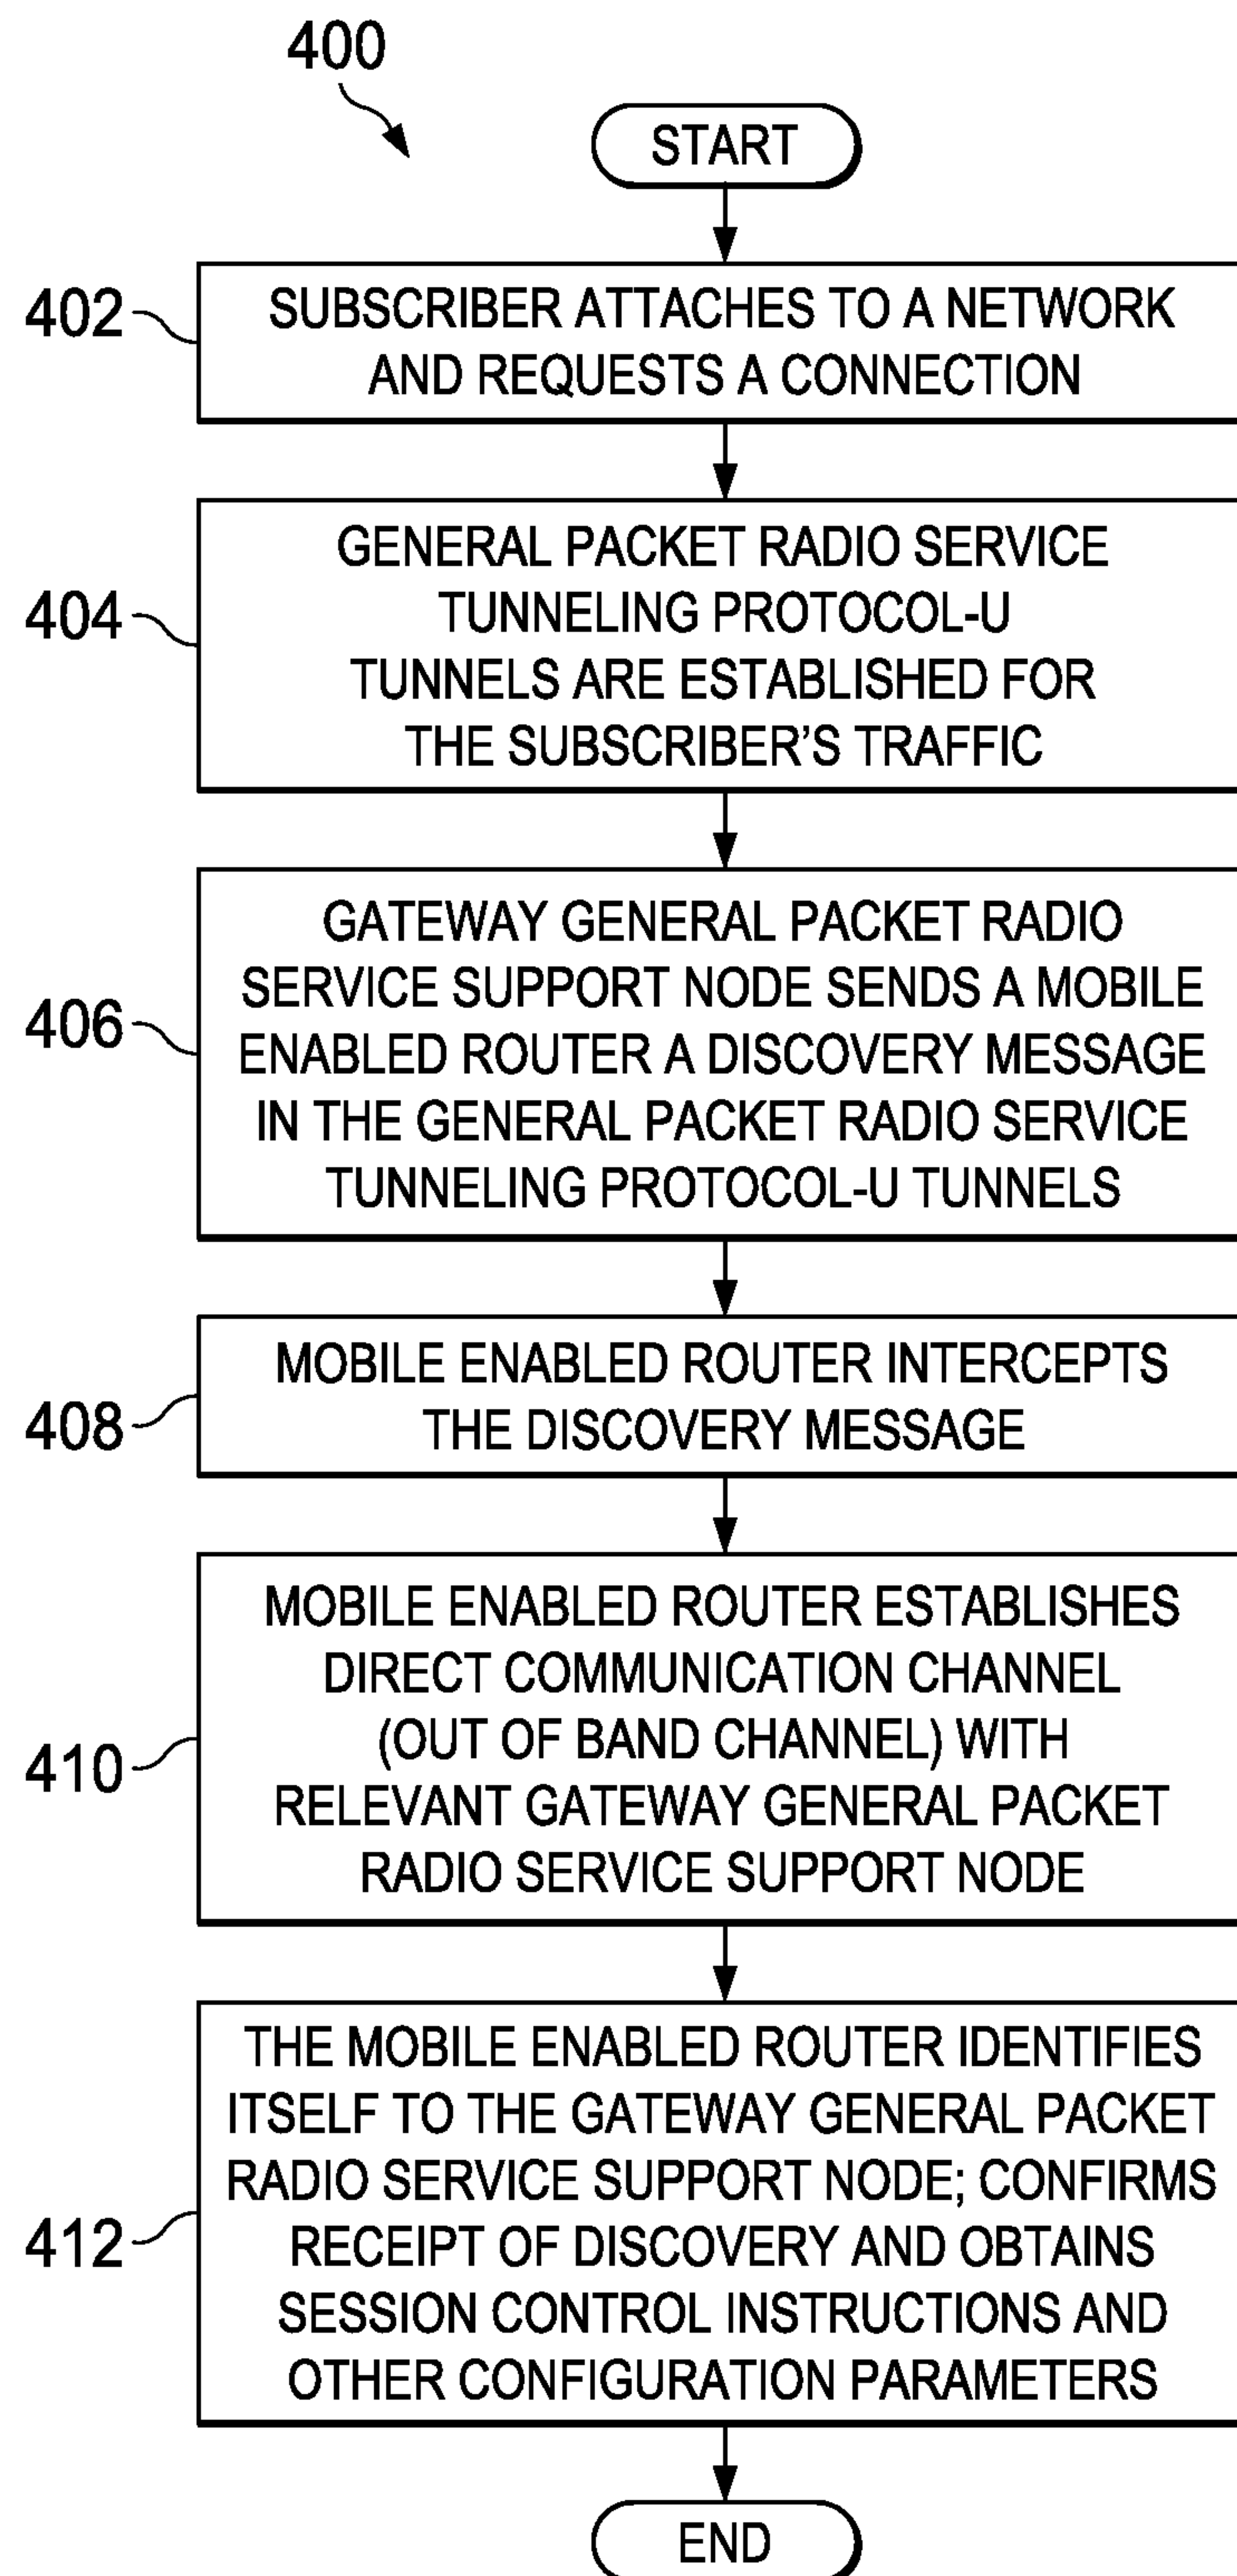 400
START
402
SUBSCRIBER ATTACHES TO A NETWORK
AND REQUESTS A CONNECTION
404
GENERAL PACKET RADIO SERVICE
TUNNELING PROTOCOL-U
TUNNELS ARE ESTABLISHED FOR
THE SUBSCRIBER'S TRAFFIC
406
GATEWAY GENERAL PACKET RADIO
SERVICE SUPPORT NODE SENDS A MOBILE
ENABLED ROUTER A DISCOVERY MESSAGE
IN THE GENERAL PACKET RADIO SERVICE
TUNNELING PROTOCOL-U TUNNELS
408
MOBILE ENABLED ROUTER INTERCEPTS
THE DISCOVERY MESSAGE
410
MOBILE ENABLED ROUTER ESTABLISHES
DIRECT COMMUNICATION CHANNEL
(OUT OF BAND CHANNEL) WITH
RELEVANT GATEWAY GENERAL PACKET
RADIO SERVICE SUPPORT NODE
412
THE MOBILE ENABLED ROUTER IDENTIFIES
ITSELF TO THE GATEWAY GENERAL PACKET
RADIO SERVICE SUPPORT NODE; CONFIRMS
RECEIPT OF DISCOVERY AND OBTAINS
SESSION CONTROL INSTRUCTIONS AND
OTHER CONFIGURATION PARAMETERS
END